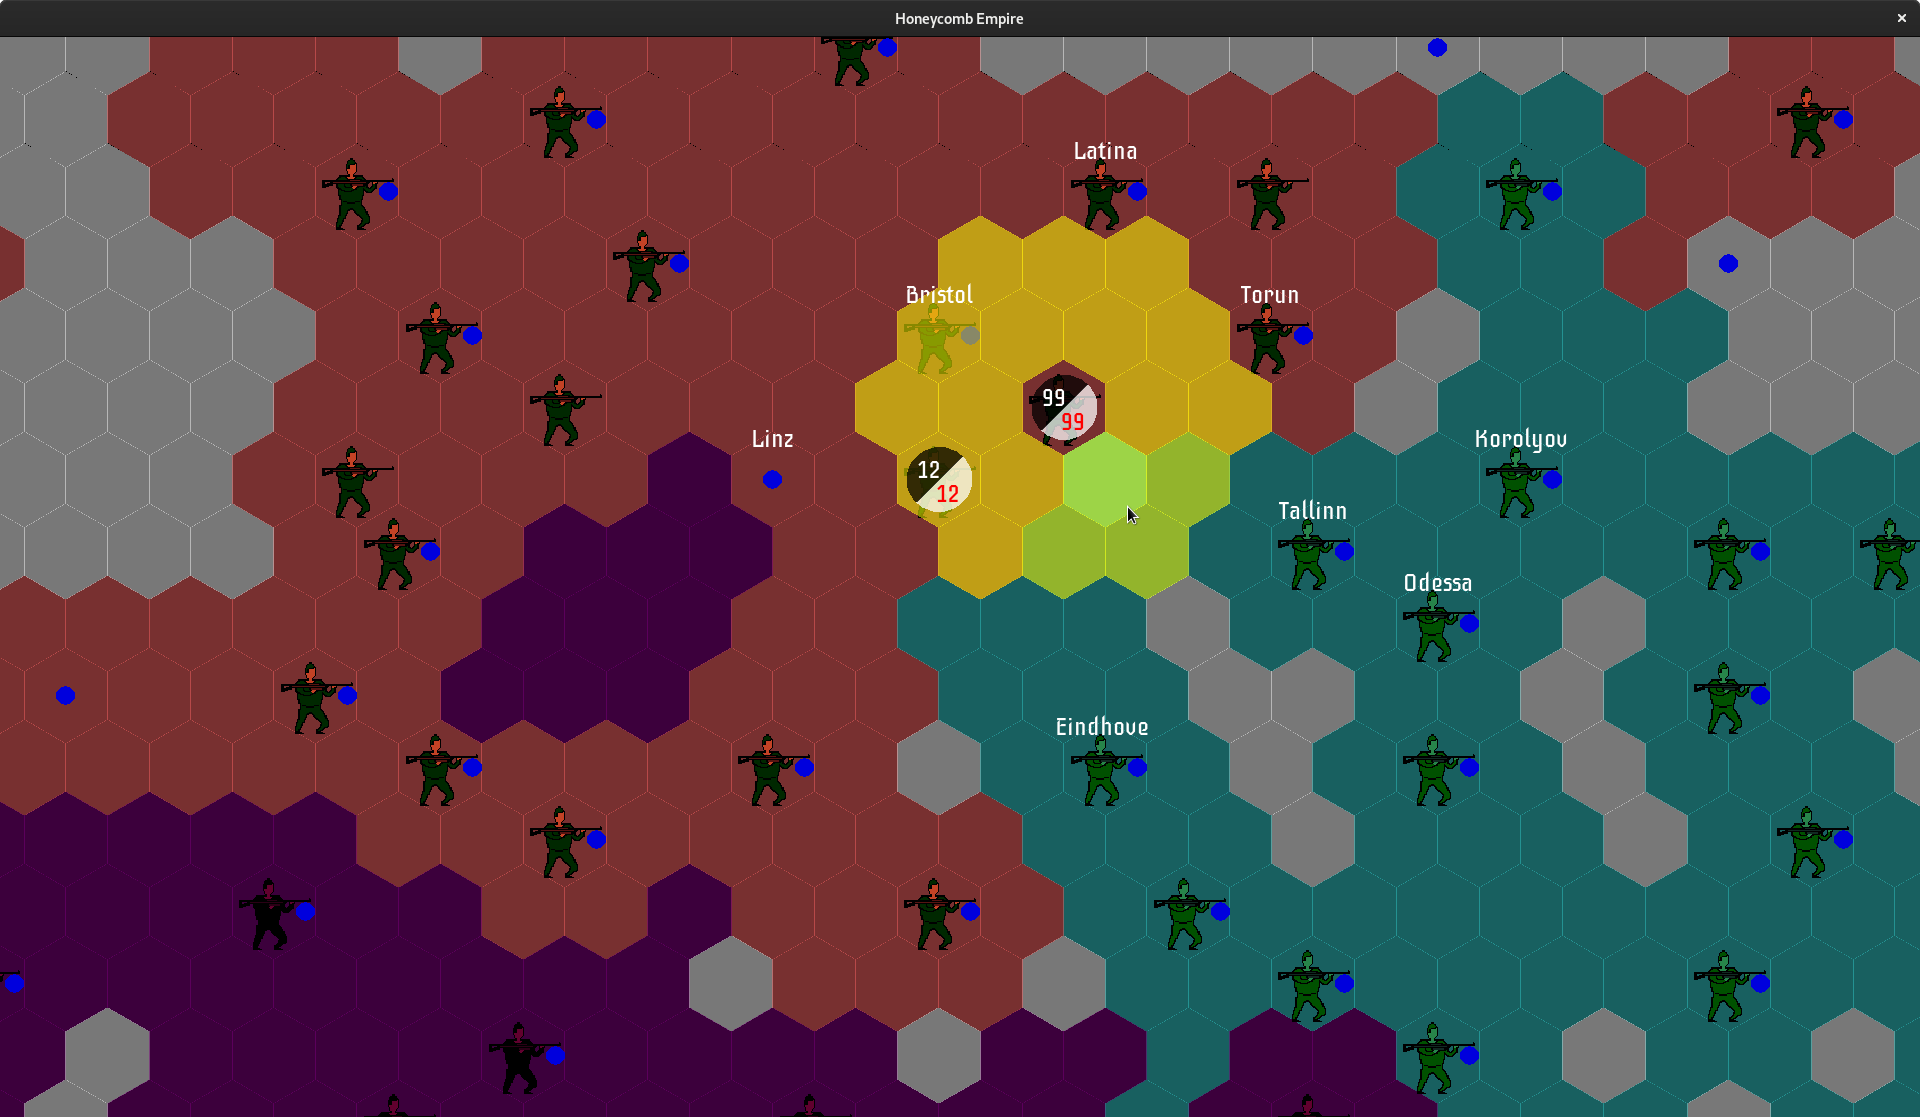 Honeycomb Empire
Latina
Bristol
Torun
99
99
Linz
Korolyov
12
12
Tallinn
Odessa
Eindhove